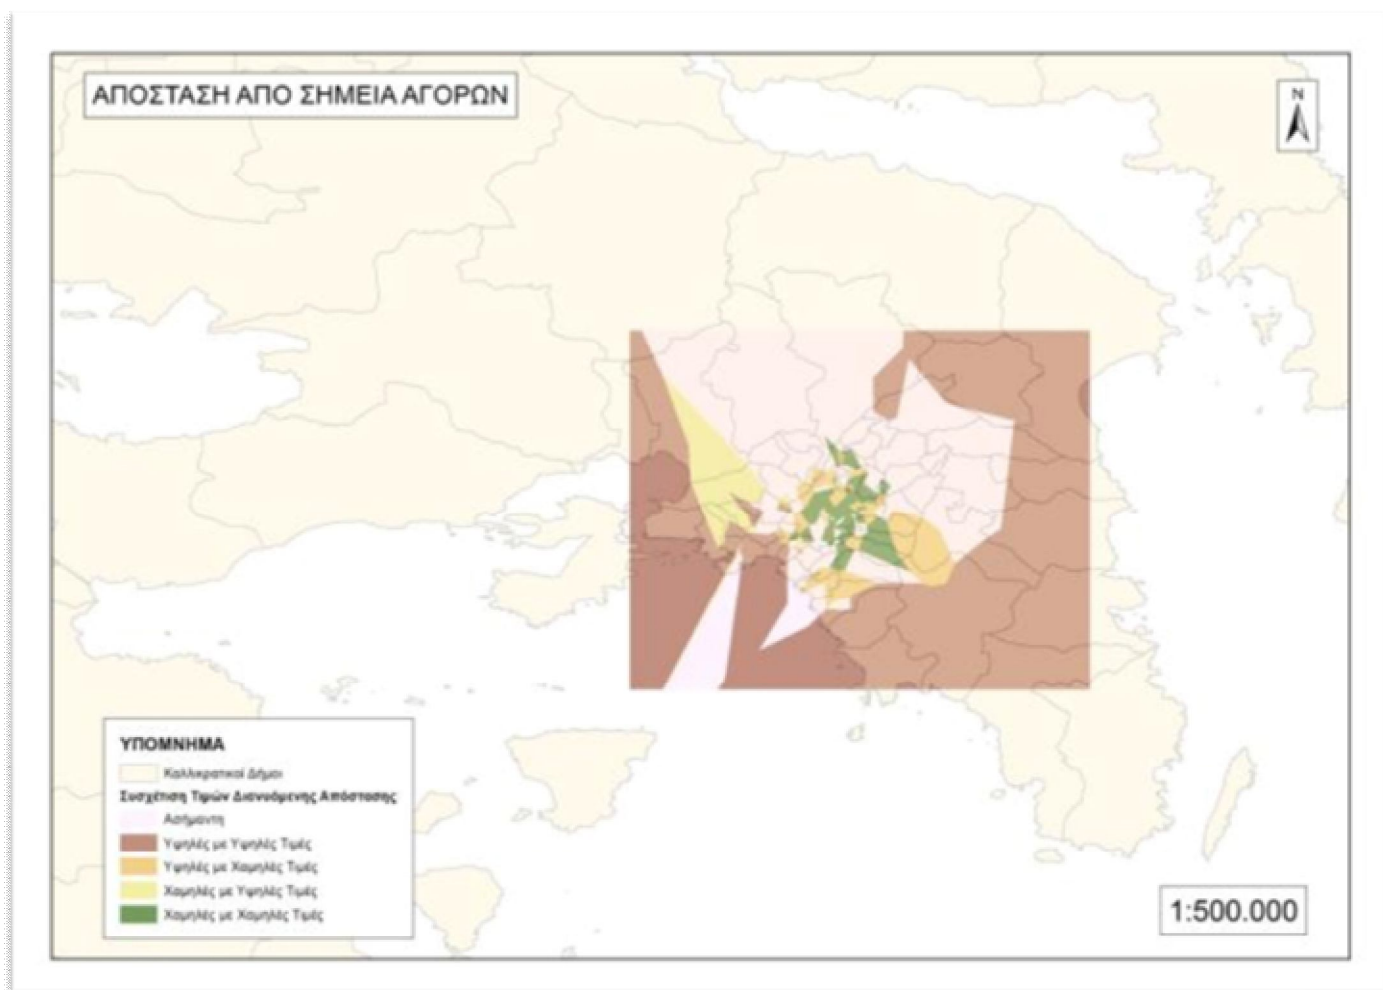 ΑΠΟΣΤΑΣΗ ΑΠΟ ΣΗΜΕΙΑ ΑΓΟΡΩΝ
N
ΥΠΟΜΝΗΜΑ
Καλλικρατικοί Δήμοι
Συσχέτιση Τιμών Διανυόμενης Απόστασης
Ασήμαντη
Υψηλές με Υψηλές Τιμές
Υψηλές με Χαμηλές Τιμές
Χαμηλές με Υψηλές Τιμές
Χαμηλές με Χαμηλές Τιμές
1:500.000